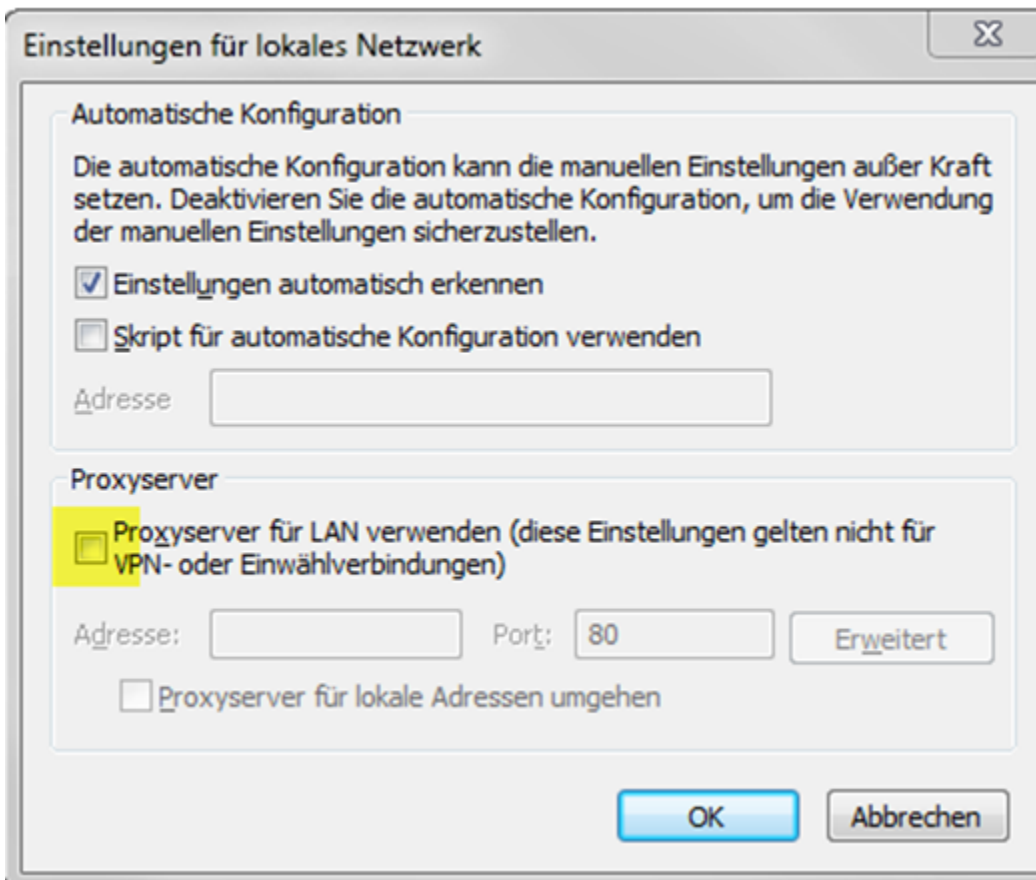 Einstellungen für lokales Netzwerk
Automatische Konfiguration
Die automatische Konfiguration kann die manuellen Einstellungen außer Kraft
setzen. Deaktivieren Sie die automatische Konfiguration, um die Verwendung
der manuellen Einstellungen sicherzustellen.
Einstellungen automatisch erkennen
Skript für automatische Konfiguration verwenden
Adresse
Proxyserver
Proxyserver für LAN verwenden (diese Einstellungen gelten nicht für
VPN- oder Einwählverbindungen)
Adresse: Port: 80 Erweitert
Proxyserver für lokale Adressen umgehen
OK Abbrechen